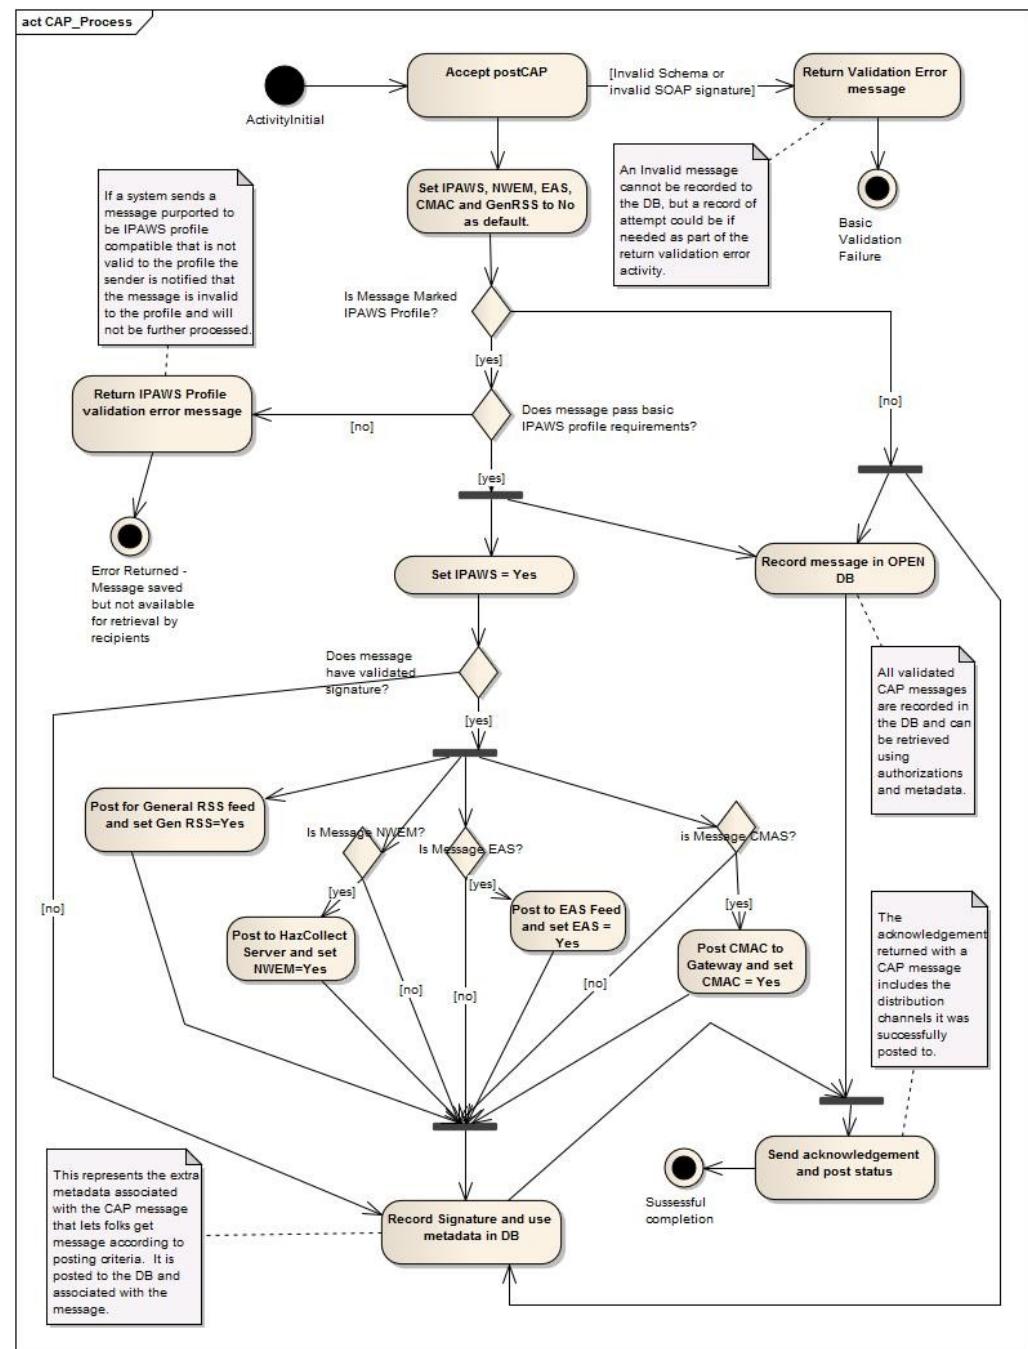 act CAP_Process
ActivityInitial
Accept postCAP
[Invalid Schema or
invalid SOAP signature]
Return Validation Error
message
An Invalid message
cannot be recorded to
the DB, but a record of
attempt could be if
needed as part of the
return validation error
activity.
Basic
Validation
Failure
Set IPAWS, NWEM, EAS,
CMAC and GenRSS to No
as default.
If a system sends a
message purported to
be IPAWS profile
compatible that is not
valid to the profile the
sender is notified that
the message is invalid
to the profile and will
not be further processed.
Is Message Marked
IPAWS Profile?
[yes]
[no]
Return IPAWS Profile
validation error message
[no]
Does message pass basic
IPAWS profile requirements?
[yes]
Error Returned -
Message saved
but not available
for retrieval by
recipients
Set IPAWS = Yes
Record message in OPEN
DB
Does message
have validated
signature?
[yes]
All validated
CAP messages
are recorded in
the DB and can
be retrieved
using
authorizations
and metadata.
Post for General RSS feed
and set Gen RSS=Yes
Is Message NWEM?
Is Message EAS?
is Message CMAS?
[no]
[yes]
[yes]
[yes]
Post to HazCollect
Server and set
NWEM=Yes
Post to EAS Feed
and set EAS =
Yes
Post CMAC to
Gateway and set
CMAC = Yes
[no]
[no]
[no]
The
acknowledgement
returned with a
CAP message
includes the
distribution
channels it was
successfully
posted to.
Send acknowledgement
and post status
Sussessful
completion
This represents the extra
metadata associated
with the CAP message
that lets folks get
message according to
posting criteria. It is
posted to the DB and
associated with the
message.
Record Signature and use
metadata in DB